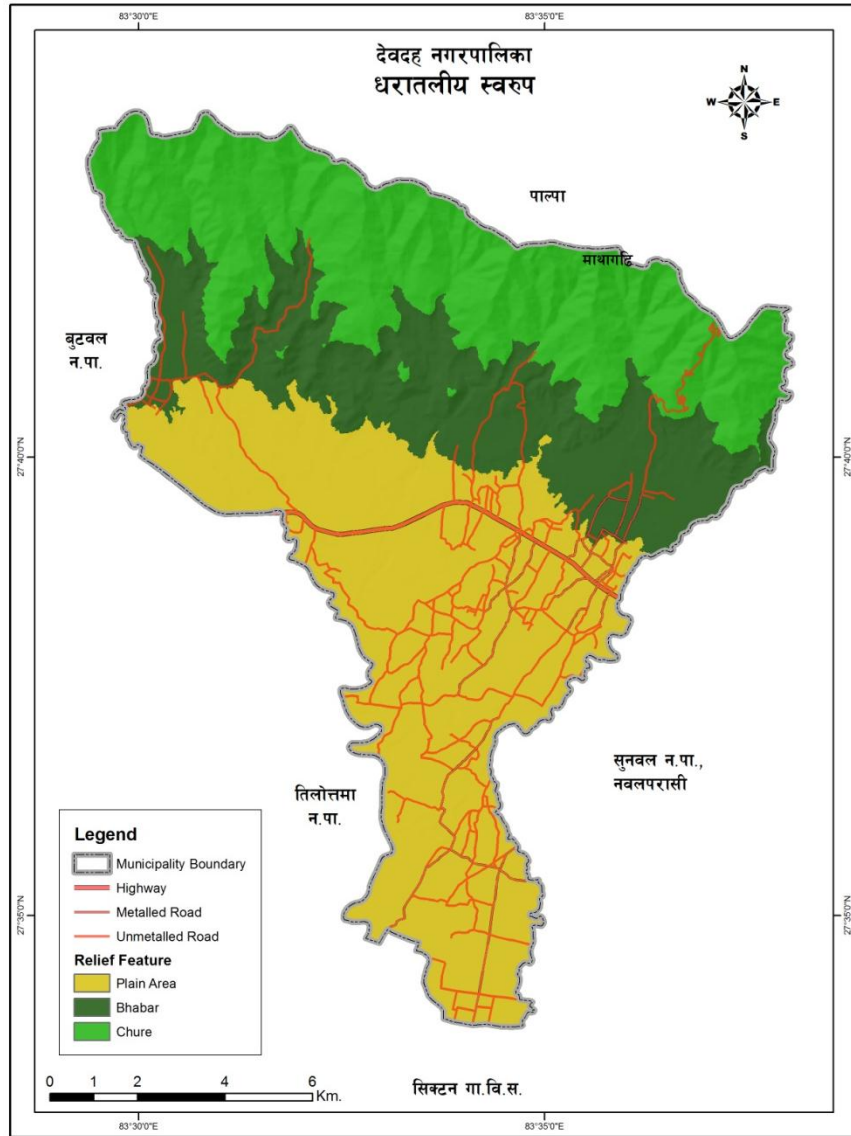 83°30'0"E 83°35'0"E
देवदह नगरपालिका
धरातलीय स्वरुप
N
W E
S
पाल्पा
माथागढि
बुटवल
न.पा.
27°40'0"N 27°40'0"N
सुनवल न.पा.,
नवलपरासी
तिलोत्तमा
न.पा.
Legend
Municipality Boundary
Highway
Metalled Road
Unmetalled Road
Relief Feature
Plain Area
Bhabar
Chure
27°35'0"N 27°35'0"N
0 1 2 4 6
Km.
सिक्टन गा.वि.स.
83°30'0"E 83°35'0"E